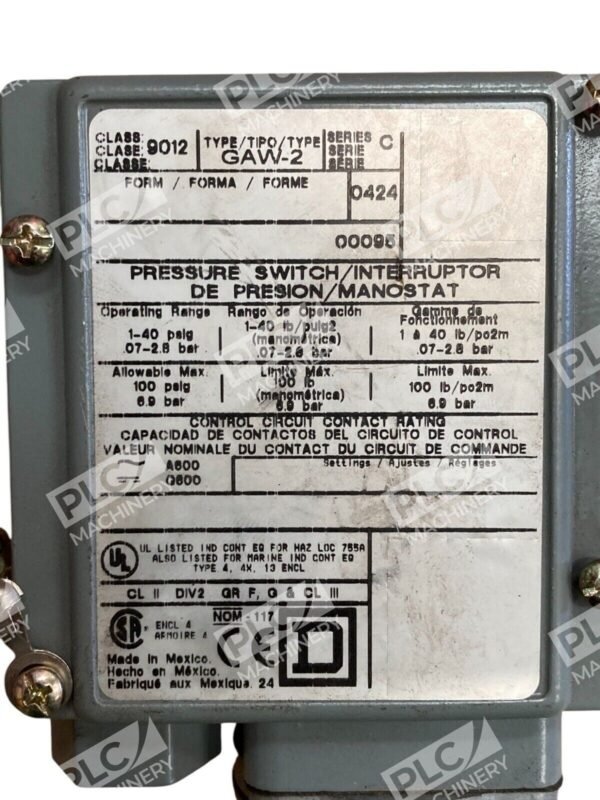 CLASS
CLASE 9012
CLASSE
TYPE/TIPO/TYPE
GAW-2
SERIES C
SERIE
SÉRIE
FORM / FORMA / FORME
0424
00095
PRESSURE SWITCH/INTERRUPTOR
DE PRESION/MANOSTAT
Operating Range
1-40 psig
.07-2.8 bar
Rango de Operación
1-40 lb/pulg2
(manométrica)
.07-2.8 bar
Gamme de
Fonctionnement
1 à 40 lb/po2m
.07-2.8 bar
Allowable Max.
100 psig
6.9 bar
Limite Max.
100 lb
(manométrica)
6.9 bar
Limite Max.
100 lb/po2m
6.9 bar
CONTROL CIRCUIT CONTACT RATING
CAPACIDAD DE CONTACTOS DEL CIRCUITO DE CONTROL
VALEUR NOMINALE DU CONTACT DU CIRCUIT DE COMMANDE
A600
Q600
Settings / Ajustes / Réglages
UL
UL LISTED IND CONT EQ FOR HAZ LOC 756A
ALSO LISTED FOR MARINE IND CONT EQ
TYPE 4, 4X, 13 ENCL
CL II DIV2 GR F, G & CL III
SA
ENCL 4
ARMOIRE 4
NOM-117
CE
D
Made in Mexico.
Hecho en México.
Fabriqué aux Mexique. 24
PLC MACHINERY